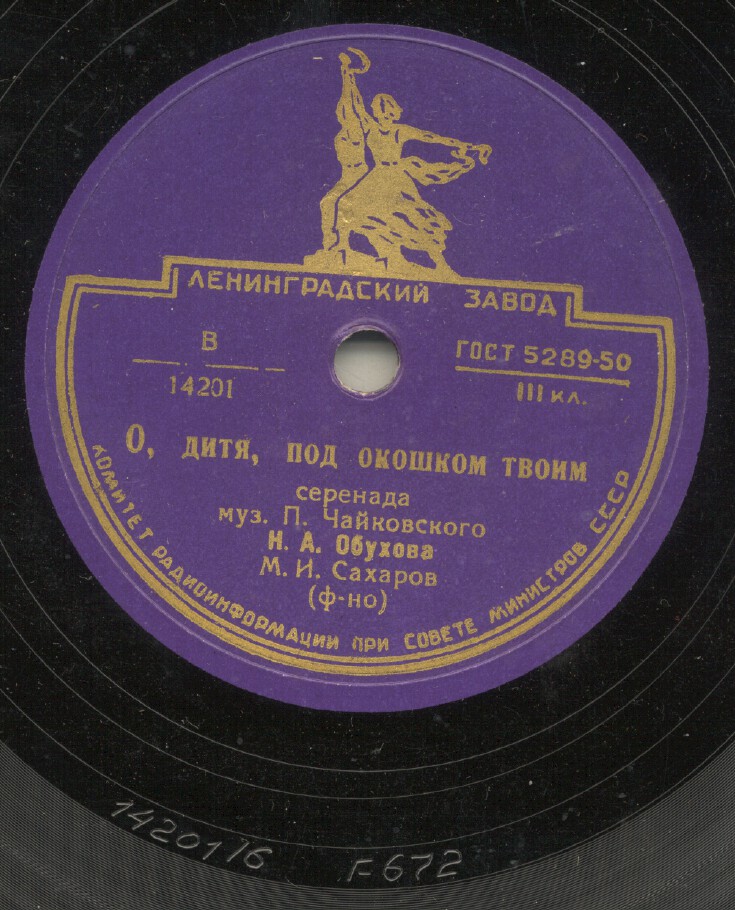 ЛЕНИНГРАДСКИЙ ЗАВОД
В
14201
ГОСТ 5289-50
III кл.
О, ДИТЯ, ПОД ОКОШКОМ ТВОИМ
серенада
муз. П. Чайковского
Н. А. Обухова
М. И. Сахаров
(ф-но)
КОМИТЕТ РАДИОИНФОРМАЦИИ ПРИ СОВЕТЕ МИНИСТРОВ СССР
14201/6 F672